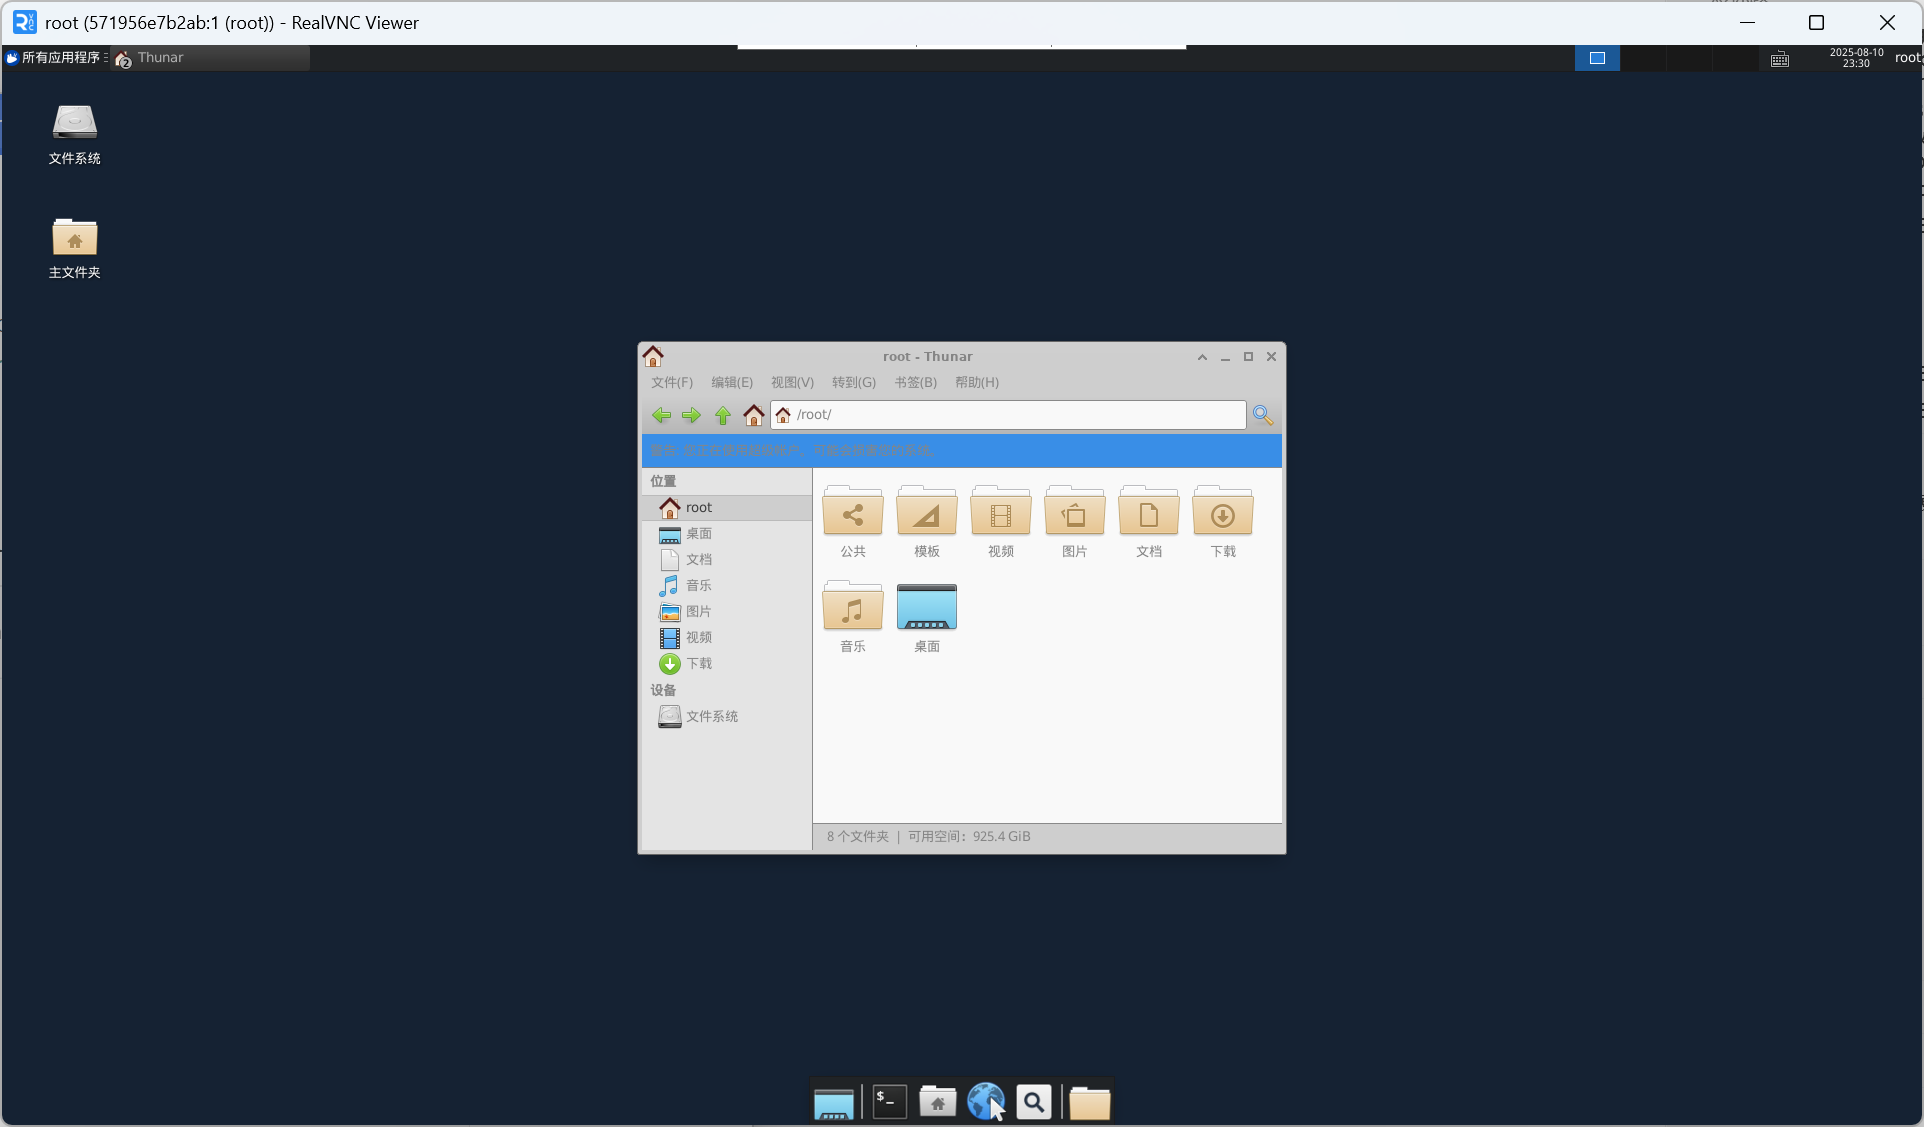 root (571956e7b2ab:1 (root)) - RealVNC Viewer
所有应用程序
2
Thunar
2025-08-10
23:30
root
文件系统
主文件夹
root - Thunar
文件(F) 编辑(E) 视图(V) 转到(G) 书签(B) 帮助(H)
/root/
位置
root
桌面
文档
音乐
图片
视频
下载
设备
文件系统
公共 模板 视频 图片 文档 下载
音乐 桌面
8 个文件夹 | 可用空间: 925.4 GiB
$_